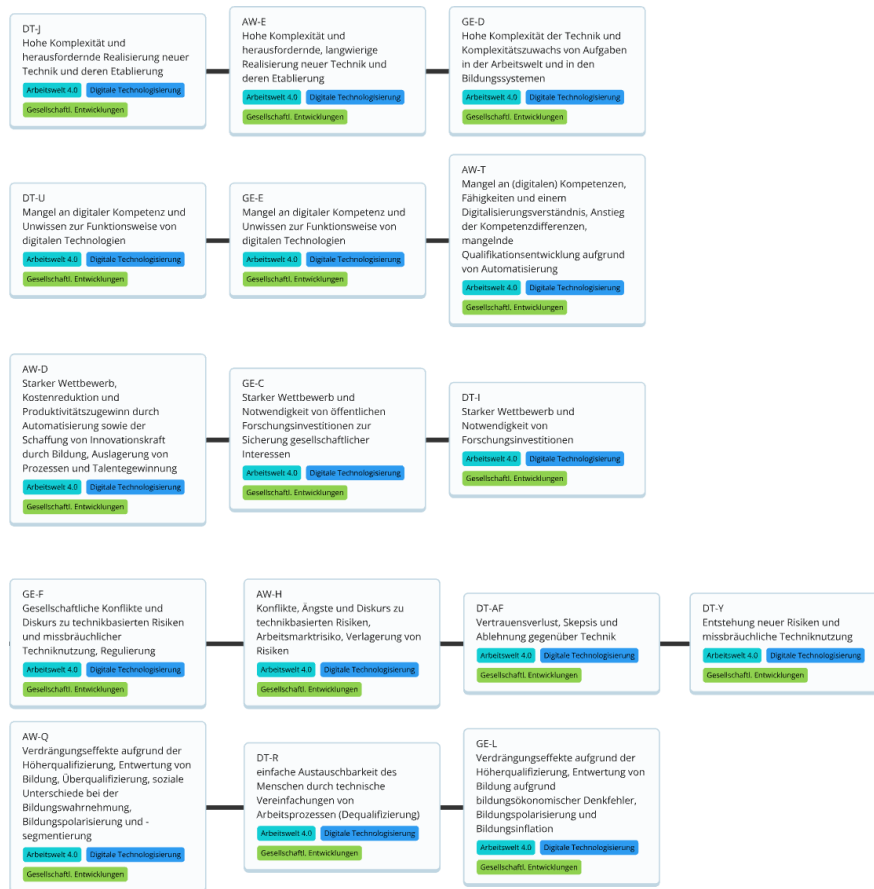 DT-J
Hohe Komplexität und
herausfordernde Realisierung neuer
Technik und deren Etablierung
Arbeitswelt 4.0 Digitale Technologisierung
Gesellschaftl. Entwicklungen
AW-E
Hohe Komplexität und
herausfordernde, langwierige
Realisierung neuer Technik und
deren Etablierung
Arbeitswelt 4.0 Digitale Technologisierung
Gesellschaftl. Entwicklungen
GE-D
Hohe Komplexität der Technik und
Komplexitätszuwachs von Aufgaben
in der Arbeitswelt und in den
Bildungssystemen
Arbeitswelt 4.0 Digitale Technologisierung
Gesellschaftl. Entwicklungen
DT-U
Mangel an digitaler Kompetenz und
Unwissen zur Funktionsweise von
digitalen Technologien
Arbeitswelt 4.0 Digitale Technologisierung
Gesellschaftl. Entwicklungen
GE-E
Mangel an digitaler Kompetenz und
Unwissen zur Funktionsweise von
digitalen Technologien
Arbeitswelt 4.0 Digitale Technologisierung
Gesellschaftl. Entwicklungen
AW-T
Mangel an (digitalen) Kompetenzen,
Fähigkeiten und einem
Digitalisierungsverständnis, Anstieg
der Kompetenzdifferenzen,
mangelnde
Qualifikationsentwicklung aufgrund
von Automatisierung
Arbeitswelt 4.0 Digitale Technologisierung
Gesellschaftl. Entwicklungen
AW-D
Starker Wettbewerb,
Kostenreduktion und
Produktivitätszugewinn durch
Automatisierung sowie der
Schaffung von Innovationskraft
durch Bildung, Auslagerung von
Prozessen und Talentegewinnung
Arbeitswelt 4.0 Digitale Technologisierung
Gesellschaftl. Entwicklungen
GE-C
Starker Wettbewerb und
Notwendigkeit von öffentlichen
Forschungsinvestitionen zur
Sicherung gesellschaftlicher
Interessen
Arbeitswelt 4.0 Digitale Technologisierung
Gesellschaftl. Entwicklungen
DT-I
Starker Wettbewerb und
Notwendigkeit von
Forschungsinvestitionen
Arbeitswelt 4.0 Digitale Technologisierung
Gesellschaftl. Entwicklungen
GE-F
Gesellschaftliche Konflikte und
Diskurs zu technikbasierten Risiken
und missbräuchlicher
Techniknutzung, Regulierung
Arbeitswelt 4.0 Digitale Technologisierung
Gesellschaftl. Entwicklungen
AW-H
Konflikte, Ängste und Diskurs zu
technikbasierten Risiken,
Arbeitsmarktrisiko, Verlagerung von
Risiken
Arbeitswelt 4.0 Digitale Technologisierung
Gesellschaftl. Entwicklungen
DT-AF
Vertrauensverlust, Skepsis und
Ablehnung gegenüber Technik
Arbeitswelt 4.0 Digitale Technologisierung
Gesellschaftl. Entwicklungen
DT-Y
Entstehung neuer Risiken und
missbräuchliche Techniknutzung
Arbeitswelt 4.0 Digitale Technologisierung
Gesellschaftl. Entwicklungen
AW-Q
Verdrängungseffekte aufgrund der
Höherqualifizierung, Entwertung von
Bildung, Überqualifizierung, soziale
Unterschiede bei der
Bildungswahrnehmung,
Bildungspolarisierung und -
segmentierung
Arbeitswelt 4.0 Digitale Technologisierung
Gesellschaftl. Entwicklungen
DT-R
einfache Austauschbarkeit des
Menschen durch technische
Vereinfachungen von
Arbeitsprozessen (Dequalifizierung)
Arbeitswelt 4.0 Digitale Technologisierung
Gesellschaftl. Entwicklungen
GE-L
Verdrängungseffekte aufgrund der
Höherqualifizierung, Entwertung von
Bildung aufgrund
bildungsökonomischer Denkfehler,
Bildungspolarisierung und
Bildungsinflation
Arbeitswelt 4.0 Digitale Technologisierung
Gesellschaftl. Entwicklungen